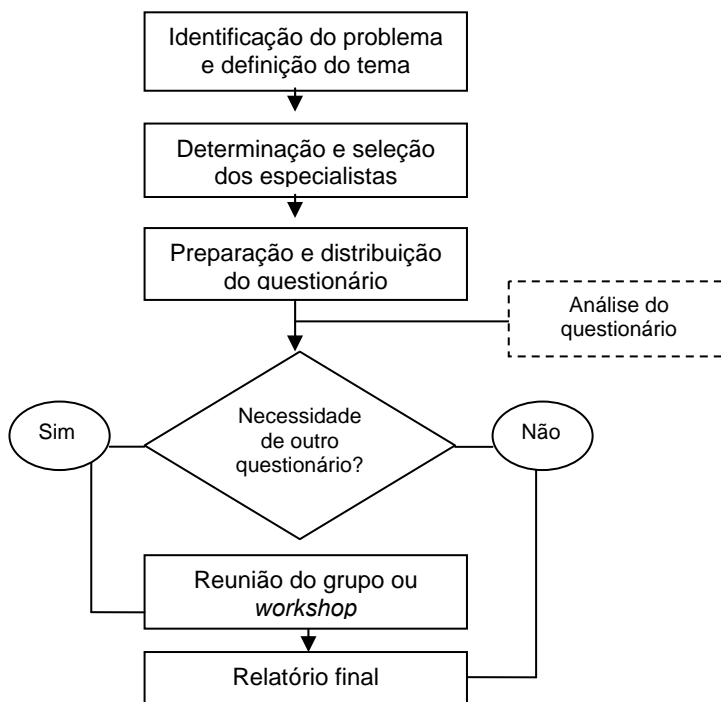 Identificação do problema
e definição do tema
Determinação e seleção
dos especialistas
Preparação e distribuição
do questionário
Análise do
questionário
Necessidade
de outro
questionário?
Sim
Não
Reunião do grupo ou
workshop
Relatório final